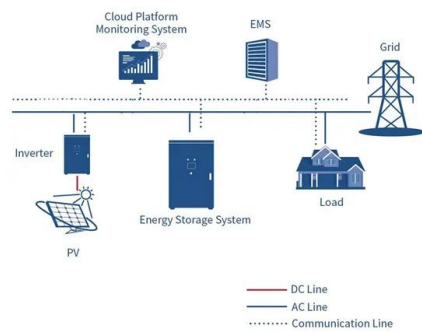 Cloud Platform
Monitoring System
EMS
Grid
Inverter
Energy Storage System
Load
PV
DC Line
AC Line
Communication Line